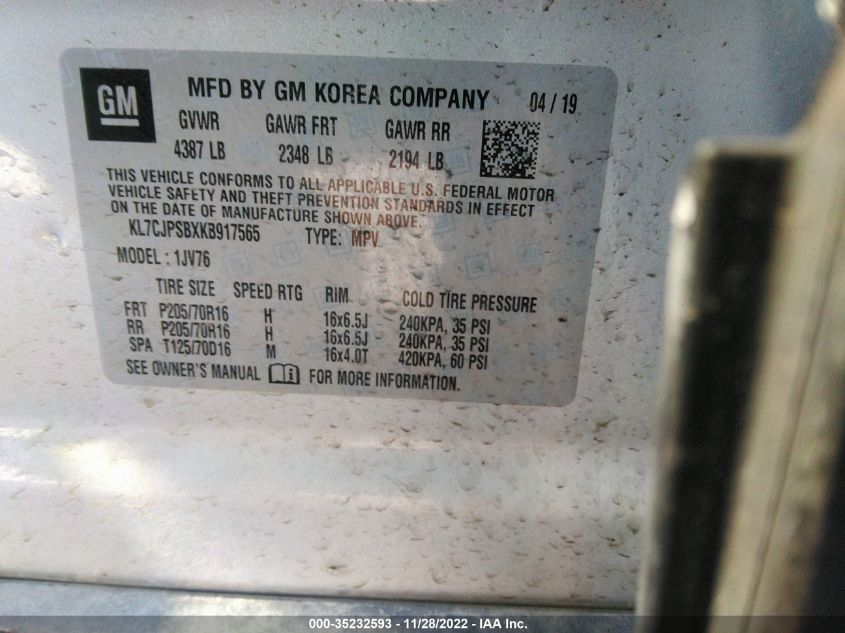 GM
MFD BY GM KOREA COMPANY 04 / 19
GVWR GAWR FRT GAWR RR
4387 LB 2348 LB 2194 LB
THIS VEHICLE CONFORMS TO ALL APPLICABLE U.S. FEDERAL MOTOR
VEHICLE SAFETY AND THEFT PREVENTION STANDARDS IN EFFECT
ON THE DATE OF MANUFACTURE SHOWN ABOVE.
KL7CJPSBXKB917565 TYPE: MPV
MODEL : 1JV76
TIRE SIZE SPEED RTG RIM COLD TIRE PRESSURE
FRT P205/70R16 H 16x6.5J 240KPA, 35 PSI
RR P205/70R16 H 16x6.5J 240KPA, 35 PSI
SPA T125/70D16 M 16x4.0T 420KPA, 60 PSI
SEE OWNER'S MANUAL FOR MORE INFORMATION.
000-35232593 - 11/28/2022 - IAA Inc.